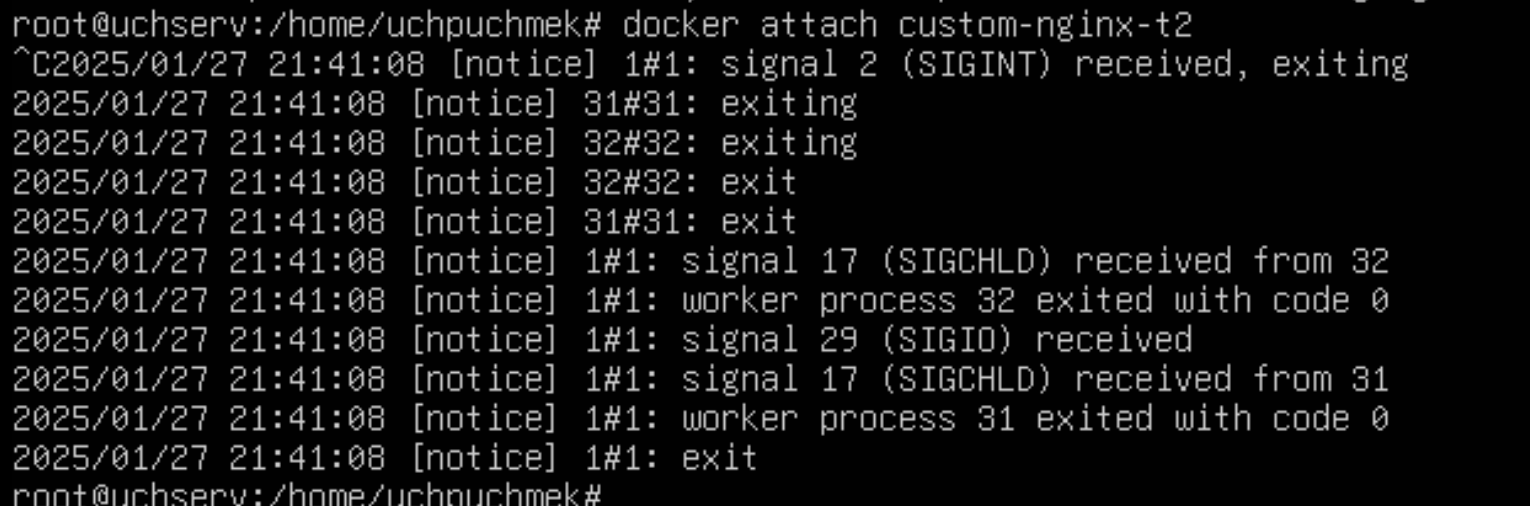 root@uchserv:/home/uchpuchmek# docker attach custom-nginx-t2
^C2025/01/27 21:41:08 [notice] 1#1: signal 2 (SIGINT) received, exiting
2025/01/27 21:41:08 [notice] 31#31: exiting
2025/01/27 21:41:08 [notice] 32#32: exiting
2025/01/27 21:41:08 [notice] 32#32: exit
2025/01/27 21:41:08 [notice] 31#31: exit
2025/01/27 21:41:08 [notice] 1#1: signal 17 (SIGCHLD) received from 32
2025/01/27 21:41:08 [notice] 1#1: worker process 32 exited with code 0
2025/01/27 21:41:08 [notice] 1#1: signal 29 (SIGIO) received
2025/01/27 21:41:08 [notice] 1#1: signal 17 (SIGCHLD) received from 31
2025/01/27 21:41:08 [notice] 1#1: worker process 31 exited with code 0
2025/01/27 21:41:08 [notice] 1#1: exit
root@uchserv:/home/uchpuchmek#